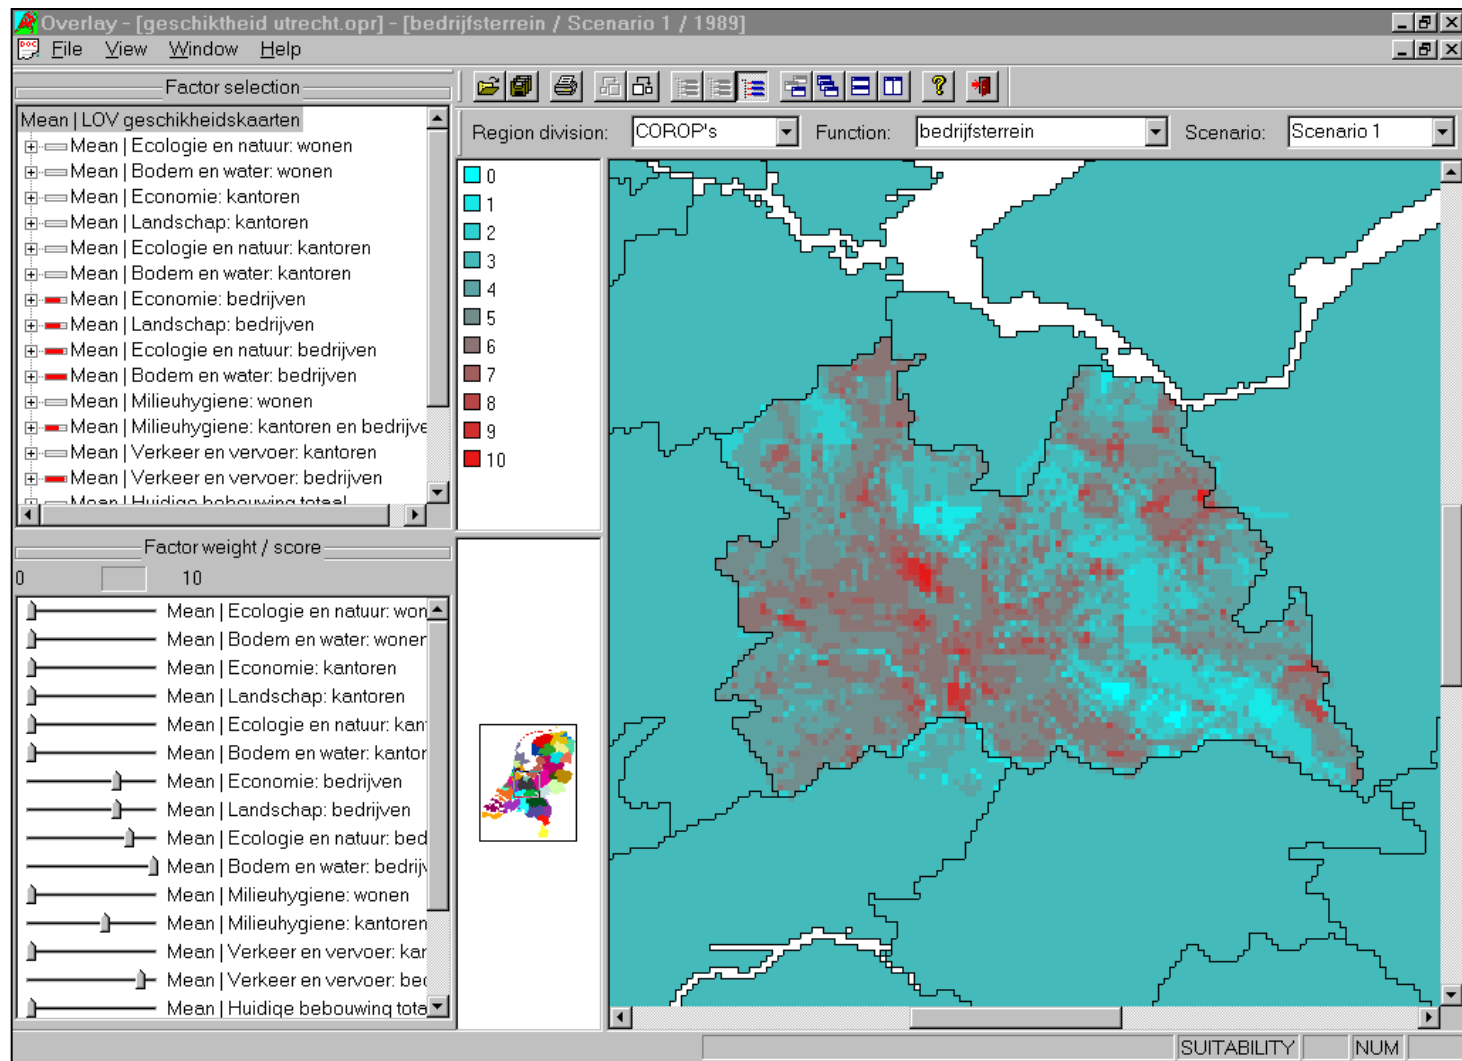 Overlay - [geschiktheid utrecht.opr] - [bedrijfsterrein / Scenario 1 / 1989]
File View Window Help
Factor selection
Mean | LOV geschikheidskaarten
Mean | Ecologie en natuur: wonen
Mean | Bodem en water: wonen
Mean | Economie: kantoren
Mean | Landschap: kantoren
Mean | Ecologie en natuur: kantoren
Mean | Bodem en water: kantoren
Mean | Economie: bedrijven
Mean | Landschap: bedrijven
Mean | Ecologie en natuur: bedrijven
Mean | Bodem en water: bedrijven
Mean | Milieuhygiene: wonen
Mean | Milieuhygiene: kantoren en bedrijve
Mean | Verkeer en vervoer: kantoren
Mean | Verkeer en vervoer: bedrijven
Mean | Huidige bebouwing totaal
Region division: COROP's Function: bedrijfsterrein Scenario: Scenario 1
0
1
2
3
4
5
6
7
8
9
10
Factor weight / score
0 10
Mean | Ecologie en natuur: won
Mean | Bodem en water: woner
Mean | Economie: kantoren
Mean | Landschap: kantoren
Mean | Ecologie en natuur: kant
Mean | Bodem en water: kantor
Mean | Economie: bedrijven
Mean | Landschap: bedrijven
Mean | Ecologie en natuur: bed
Mean | Bodem en water: bedrijv
Mean | Milieuhygiene: wonen
Mean | Milieuhygiene: kantoren
Mean | Verkeer en vervoer: kar
Mean | Verkeer en vervoer: bed
Mean | Huidige bebouwing tota
SUITABILITY NUM